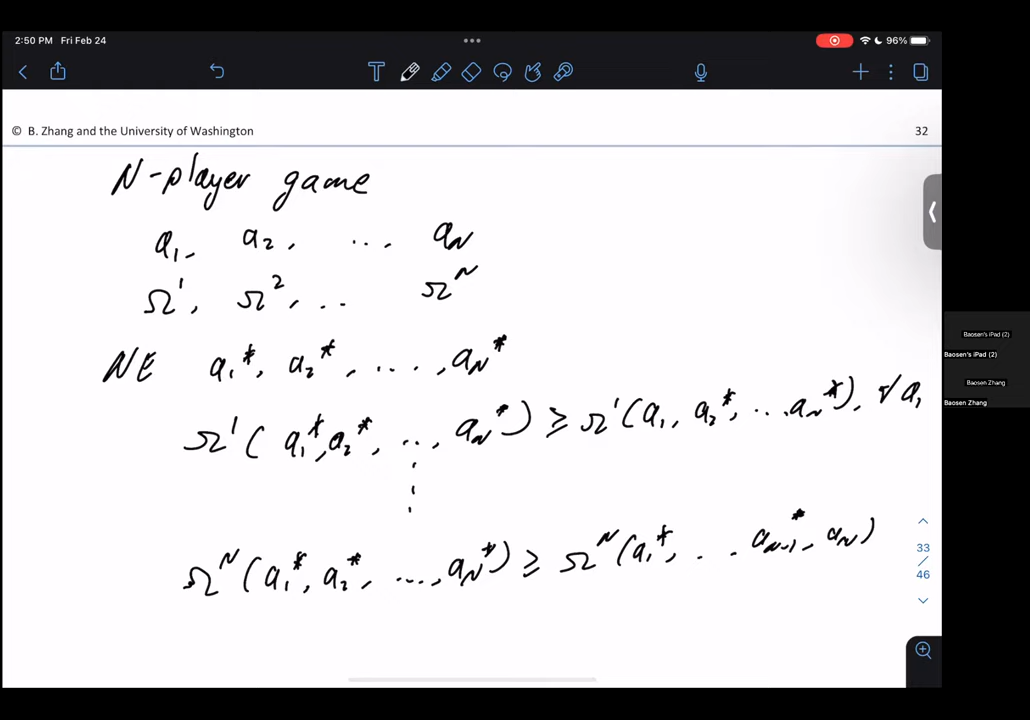 2:50 PM Fri Feb 24
96%
© B. Zhang and the University of Washington
32
N-player game
a₁, a₂, ... a_N
Ω¹, Ω², ... Ω^N
NE a₁*, a₂*, ..., a_N*
Ω¹(a₁*, a₂*, ..., a_N*) ≥ Ω¹(a₁, a₂*, ... a_N*), ∀ a₁
Ω^N(a₁*, a₂*, ..., a_N*) ≥ Ω^N(a₁*, ... a_{N-1}*, a_N)
33
/
46
Baosen's iPad (2)
Baosen's iPad (2)
Baosen Zhang
Baosen Zhang